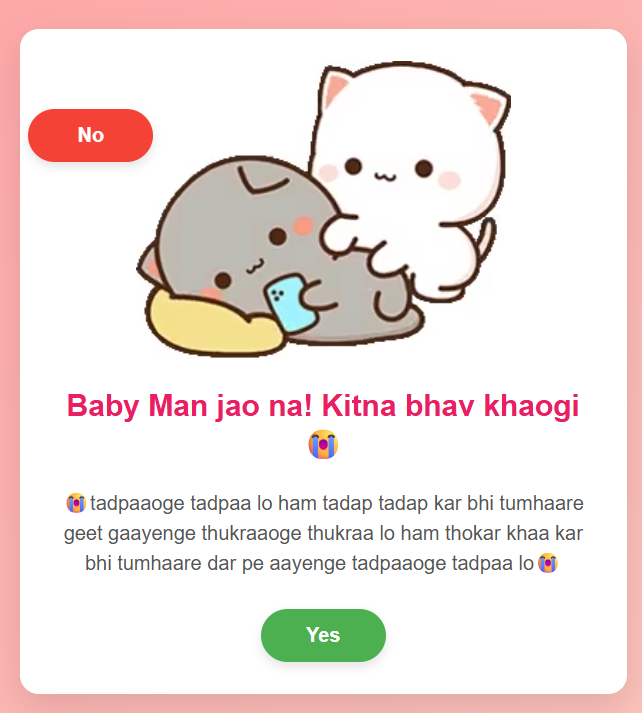 No
Baby Man jao na! Kitna bhav khaogi
😭
😭tadpaaoge tadpaa lo ham tadap tadap kar bhi tumhaare
geet gaayenge thukraaoge thukraa lo ham thokar khaa kar
bhi tumhaare dar pe aayenge tadpaaoge tadpaa lo😭
Yes